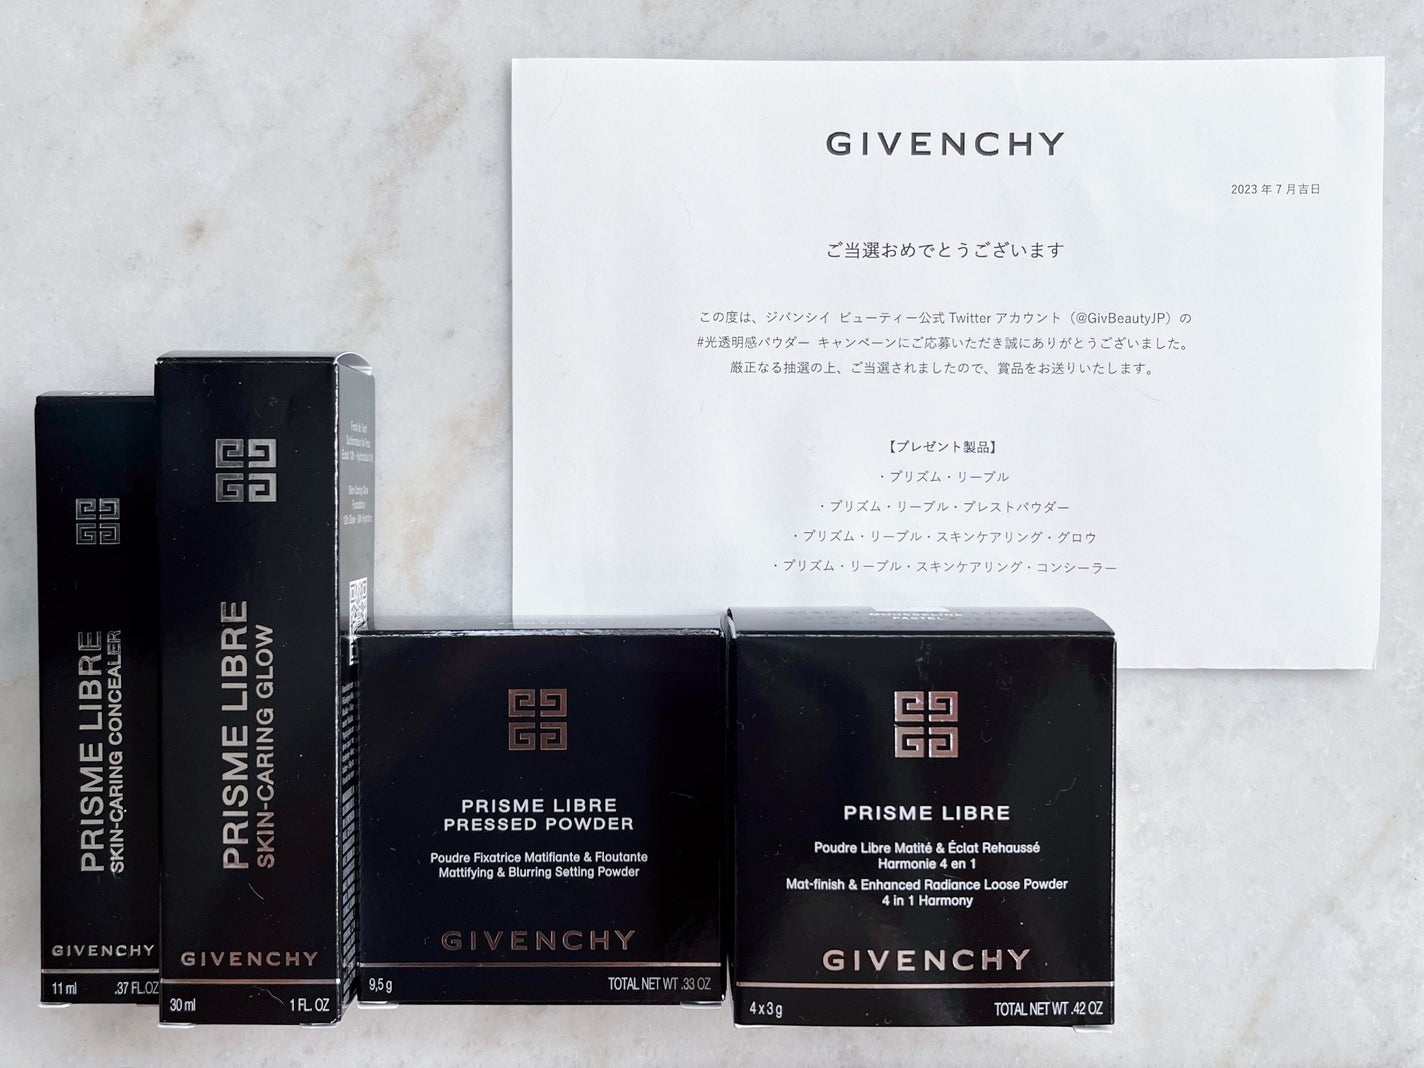 GIVENCHY
2023 年 7 月吉日
ご当選おめでとうございます
この度は、ジバンシイ ビューティー公式 Twitter アカウント（@GivBeautyJP）の
#光透明感パウダー キャンペーンにご応募いただき誠にありがとうございました。
厳正なる抽選の上、ご当選されましたので、賞品をお送りいたします。
【プレゼント製品】
・プリズム・リーブル
・プリズム・リーブル・プレストパウダー
・プリズム・リーブル・スキンケアリング・グロウ
・プリズム・リーブル・スキンケアリング・コンシーラー
PRISME LIBRE
SKIN-CARING CONCEALER
GIVENCHY
11 ml .37 FL.OZ
PRISME LIBRE
SKIN-CARING GLOW
GIVENCHY
30 ml 1 FL. OZ
PRISME LIBRE
PRESSED POWDER
Poudre Fixatrice Matifiante & Floutante
Mattifying & Blurring Setting Powder
GIVENCHY
9,5 g TOTAL NET WT .33 OZ
PRISME LIBRE
Poudre Libre Matité & Éclat Rehaussé
Harmonie 4 en 1
Mat-finish & Enhanced Radiance Loose Powder
4 in 1 Harmony
GIVENCHY
4 x 3 g TOTAL NET WT .42 OZ